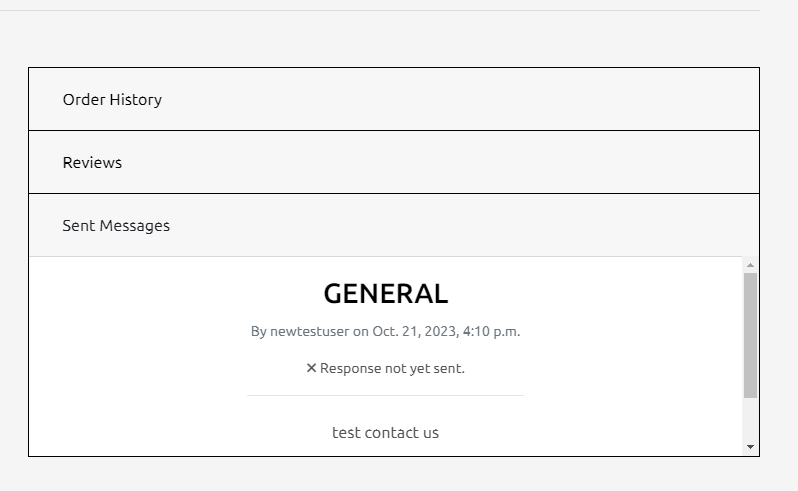 Order History
Reviews
Sent Messages
GENERAL
By newtestuser on Oct. 21, 2023, 4:10 p.m.
✕ Response not yet sent.
test contact us